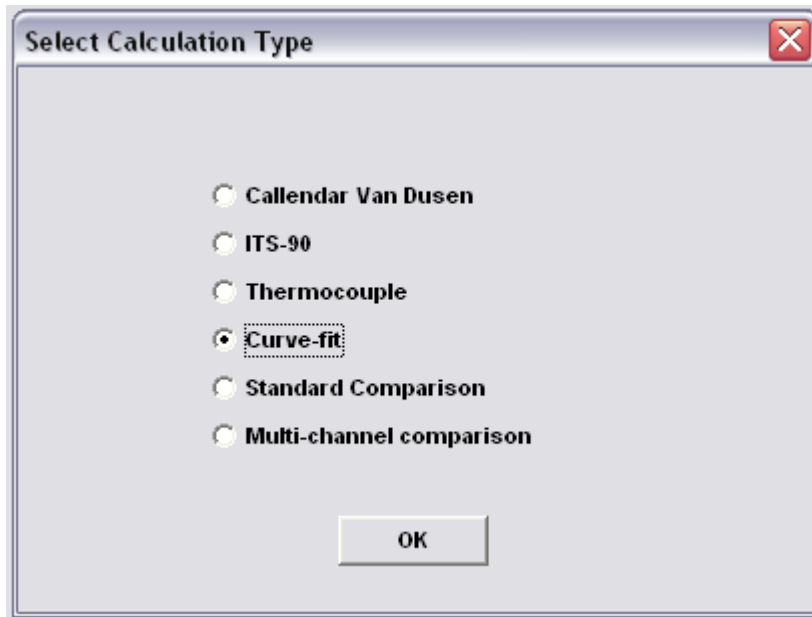 Select Calculation Type
Callendar Van Dusen
ITS-90
Thermocouple
Curve-fit
Standard Comparison
Multi-channel comparison
OK